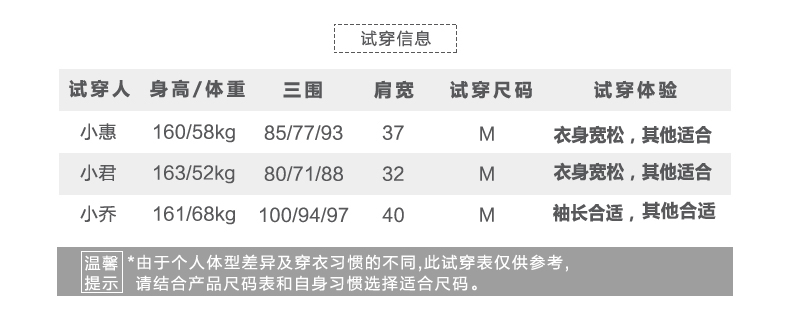 试穿信息
试穿人 身高/体重 三围 肩宽 试穿尺码 试穿体验
小惠 160/58kg 85/77/93 37 M 衣身宽松，其他适合
小君 163/52kg 80/71/88 32 M 衣身宽松，其他适合
小乔 161/68kg 100/94/97 40 M 袖长合适，其他合适
温馨提示 *由于个人体型差异及穿衣习惯的不同,此试穿表仅供参考,
请结合产品尺码表和自身习惯选择适合尺码。